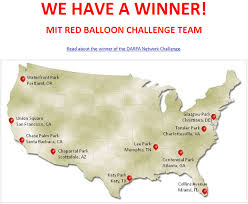 WE HAVE A WINNER!
MIT RED BALLOON CHALLENGE TEAM
Read about the winner of the DARPA Network Challenge
Waterfront Park
Portland, OR
Union Square
San Francisco, CA
Chase Palm Park
Santa Barbara, CA
Chaparral Park
Scottsdale, AZ
Lee Park
Memphis, TN
Katy Park
Katy, TX
Glasgow Park
Christiana, DE
Tonsler Park
Charlottesville, VA
Centennial Park
Atlanta, GA
Collins Avenue
Miami, FL